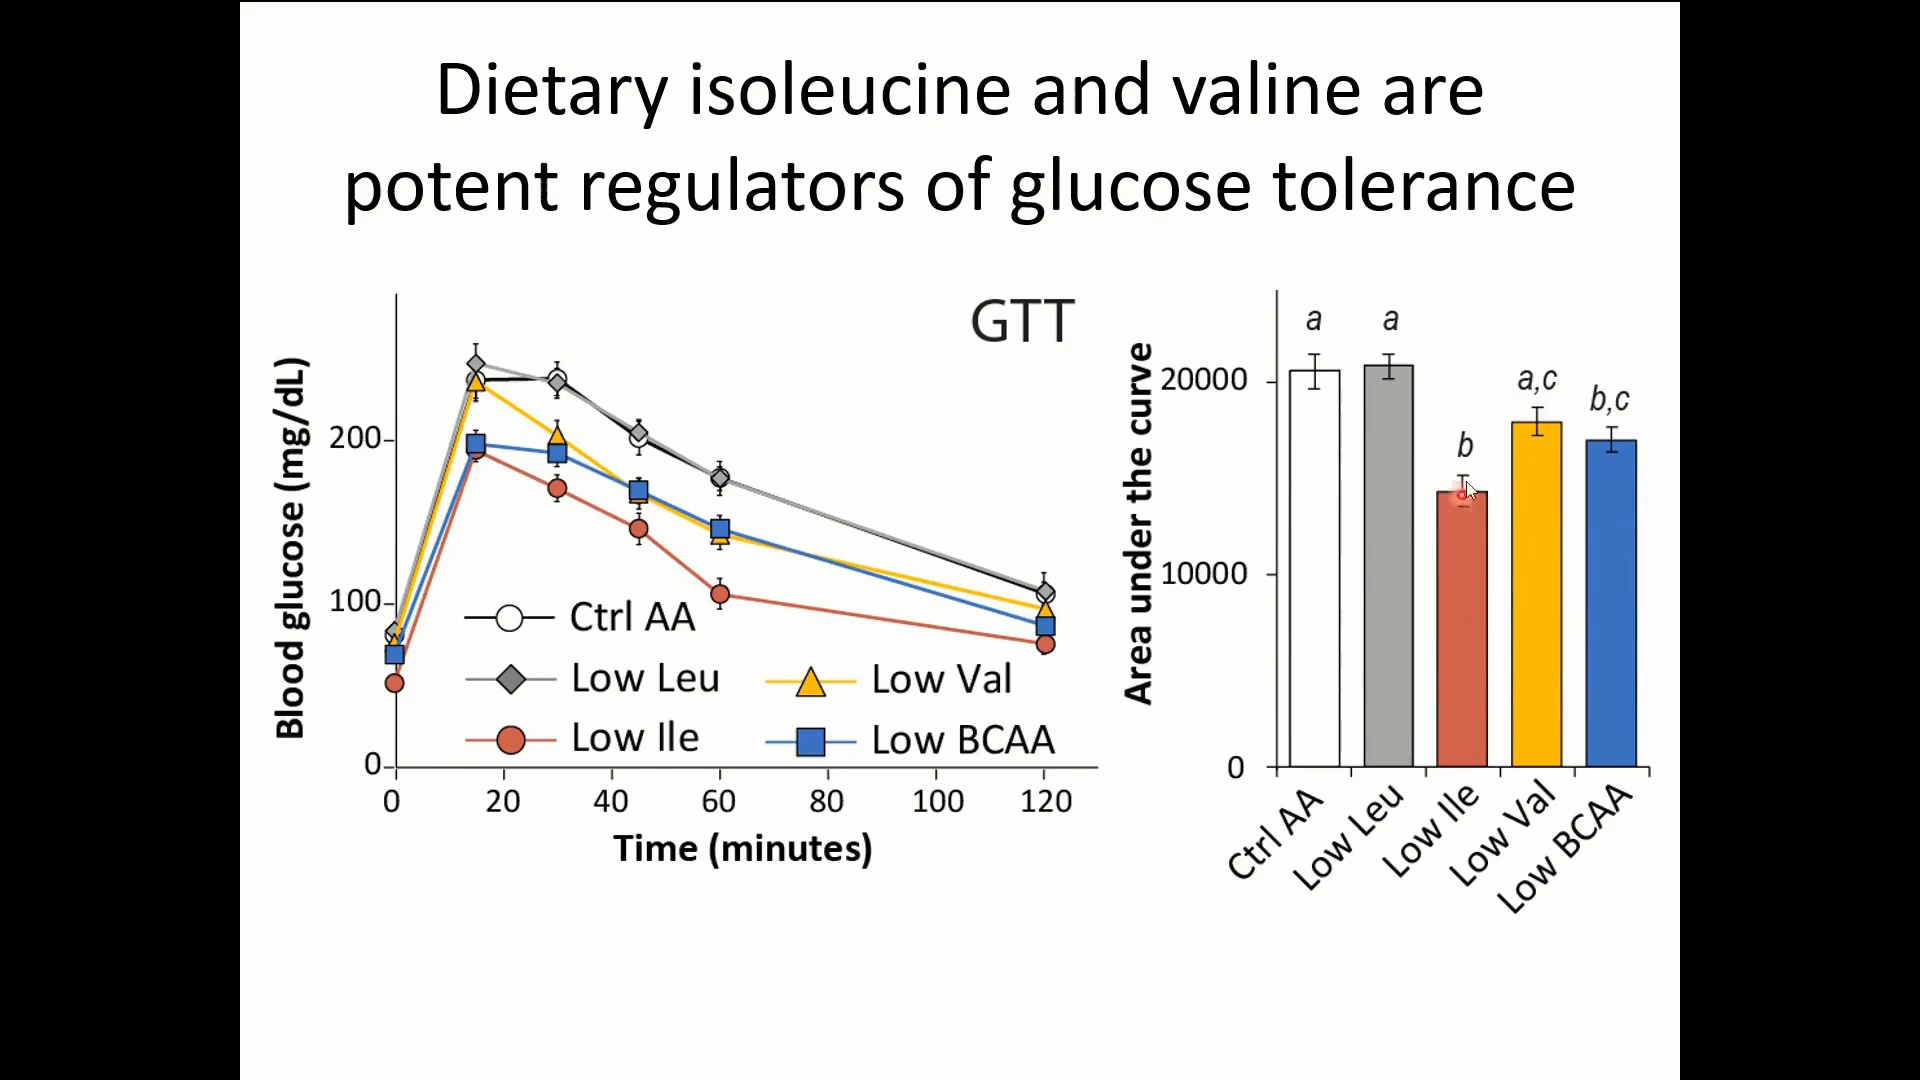 Dietary isoleucine and valine are
potent regulators of glucose tolerance
GTT
Blood glucose (mg/dL)
200
100
0
Ctrl AA
Low Leu
Low Ile
Low Val
Low BCAA
0 20 40 60 80 100 120
Time (minutes)
Area under the curve
20000
10000
0
a a b a,c b,c
Ctrl AA
Low Leu
Low Ile
Low Val
Low BCAA